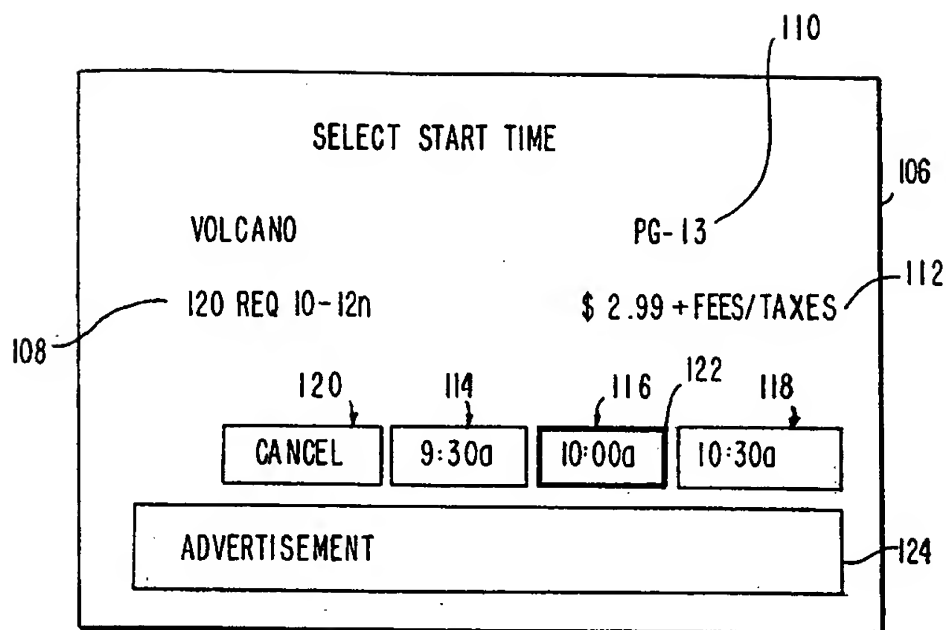 110
SELECT START TIME
106
VOLCANO PG-13
112
120 REQ 10-12n $ 2.99 + FEES/TAXES
108
120 114 116 122 118
CANCEL 9:30a 10:00a 10:30a
ADVERTISEMENT
124